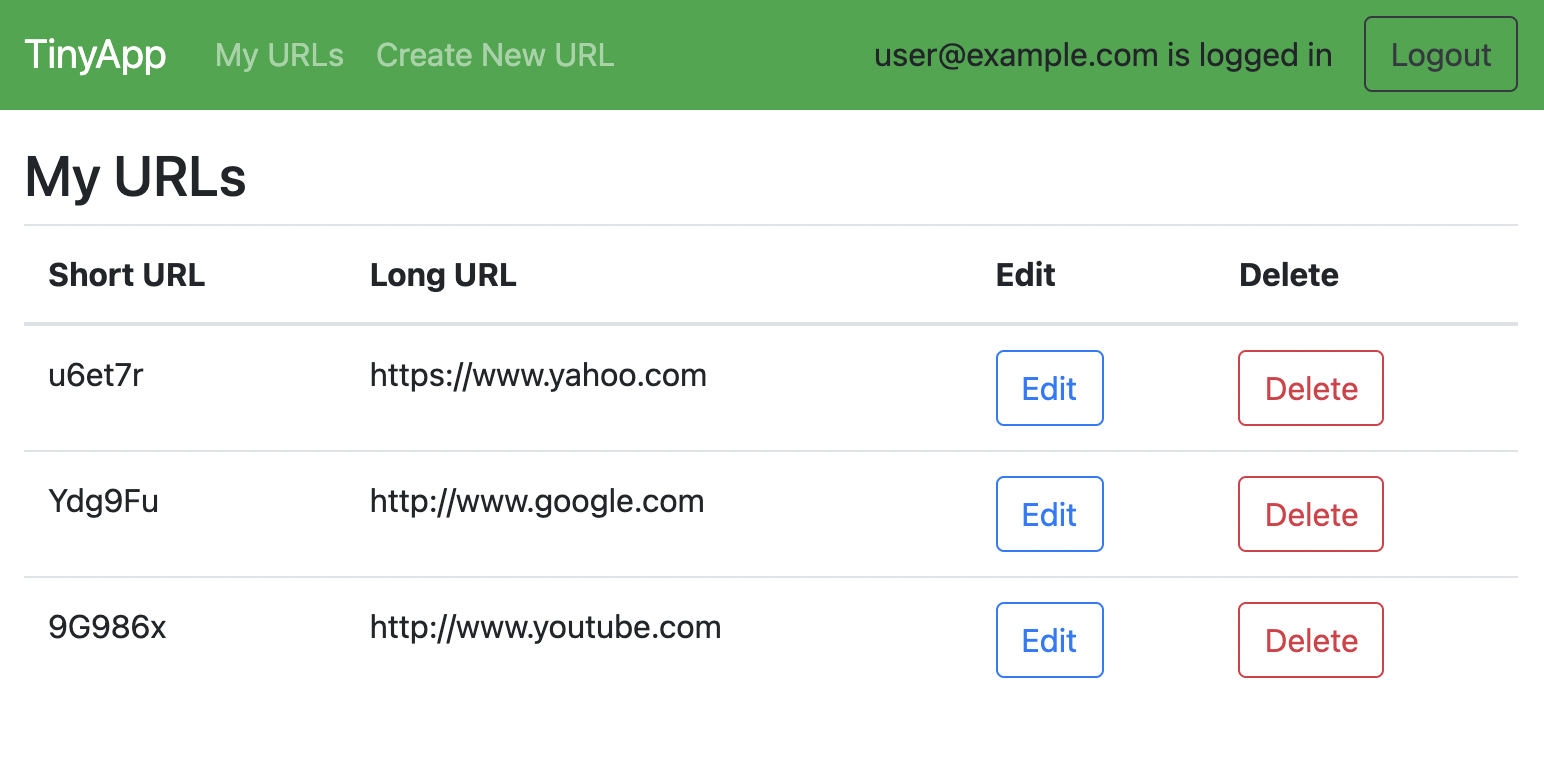 TinyApp My URLs Create New URL user@example.com is logged in Logout
My URLs
Short URL Long URL Edit Delete
u6et7r https://www.yahoo.com Edit Delete
Ydg9Fu http://www.google.com Edit Delete
9G986x http://www.youtube.com Edit Delete